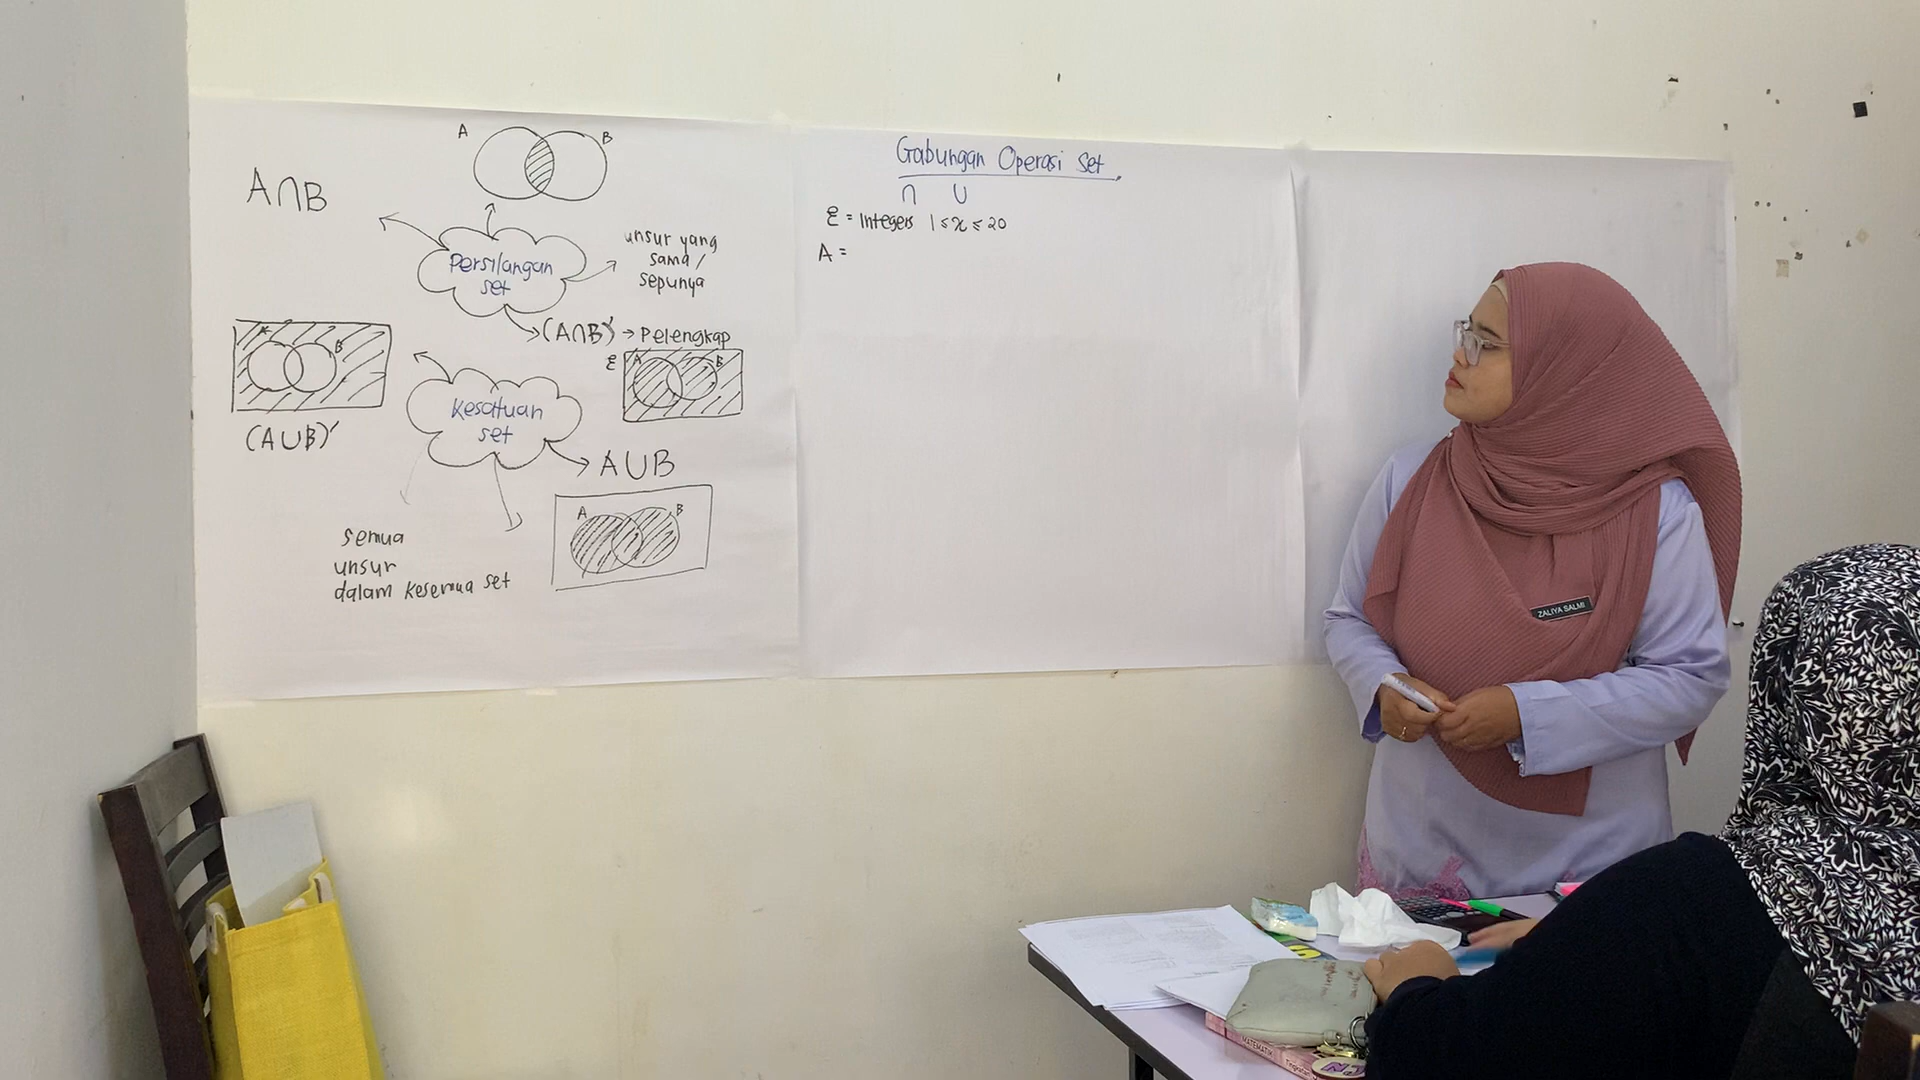 A
B
A∩B
Persilangan
set
unsur yang
sama /
sepunya
(A∩B)' → Pelengkap
ξ
A
B
A
B
(A∪B)'
Kesatuan
set
A∪B
A
B
semua
unsur
dalam kesemua set
Gabungan Operasi Set
∩ ∪
ξ = Integers 1 ≤ x ≤ 20
A =
ZALIYA SALMI
MATEMATIK